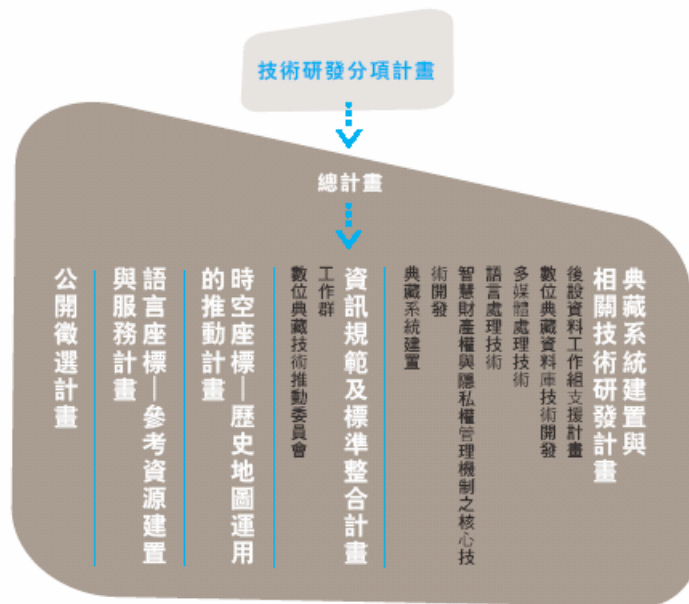 技術研發分項計畫
總計畫
典藏系統建置與
相關技術研發計畫
後設資料工作組支援計畫
數位典藏資料庫技術開發
多媒體處理技術
語言處理技術
智慧財產權與隱私權管理機制之核心技
術開發
典藏系統建置
資訊規範及標準整合計畫
工作群
數位典藏技術推動委員會
時空座標—歷史地圖運用
的推動計畫
語言座標—參考資源建置
與服務計畫
公開徵選計畫